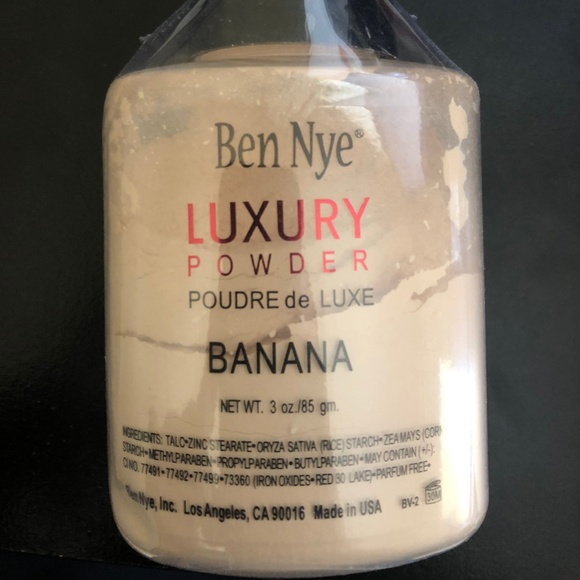 Ben Nye®
LUXURY
POWDER
POUDRE de LUXE
BANANA
NET WT. 3 oz./85 gm.
INGREDIENTS: TALC•ZINC STEARATE•ORYZA SATIVA (RICE) STARCH•ZEA MAYS (CORN)
STARCH•METHYLPARABEN•PROPYLPARABEN•BUTYLPARABEN•MAY CONTAIN (+/-):
CI NO. 77491•77492•77499•73360 (IRON OXIDES•RED 30 LAKE)•PARFUM FREE•
Ben Nye, Inc. Los Angeles, CA 90016 Made in USA BV-2 30M